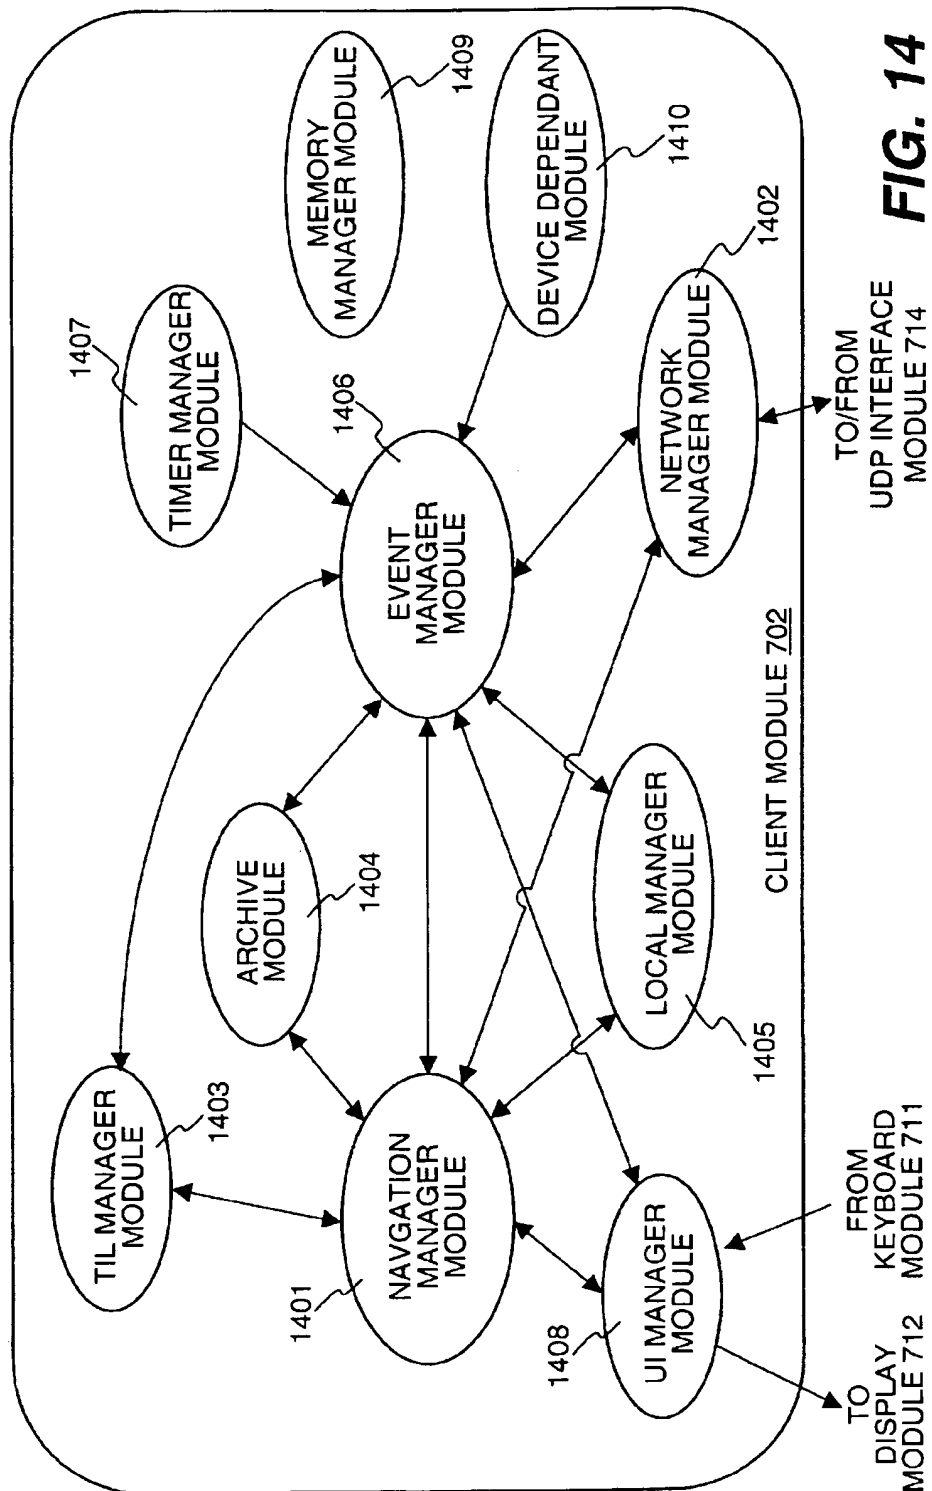 TIL MANAGER
MODULE
1403
TIMER MANAGER
MODULE
1407
ARCHIVE
MODULE
1404
MEMORY
MANAGER MODULE
1409
NAVGATION
MANAGER
MODULE
1401
EVENT
MANAGER
MODULE
1406
DEVICE DEPENDANT
MODULE
1410
UI MANAGER
MODULE
1408
LOCAL MANAGER
MODULE
1405
NETWORK
MANAGER MODULE
1402
CLIENT MODULE 702
TO
DISPLAY
MODULE 712
FROM
KEYBOARD
MODULE 711
TO/FROM
UDP INTERFACE
MODULE 714
FIG. 14